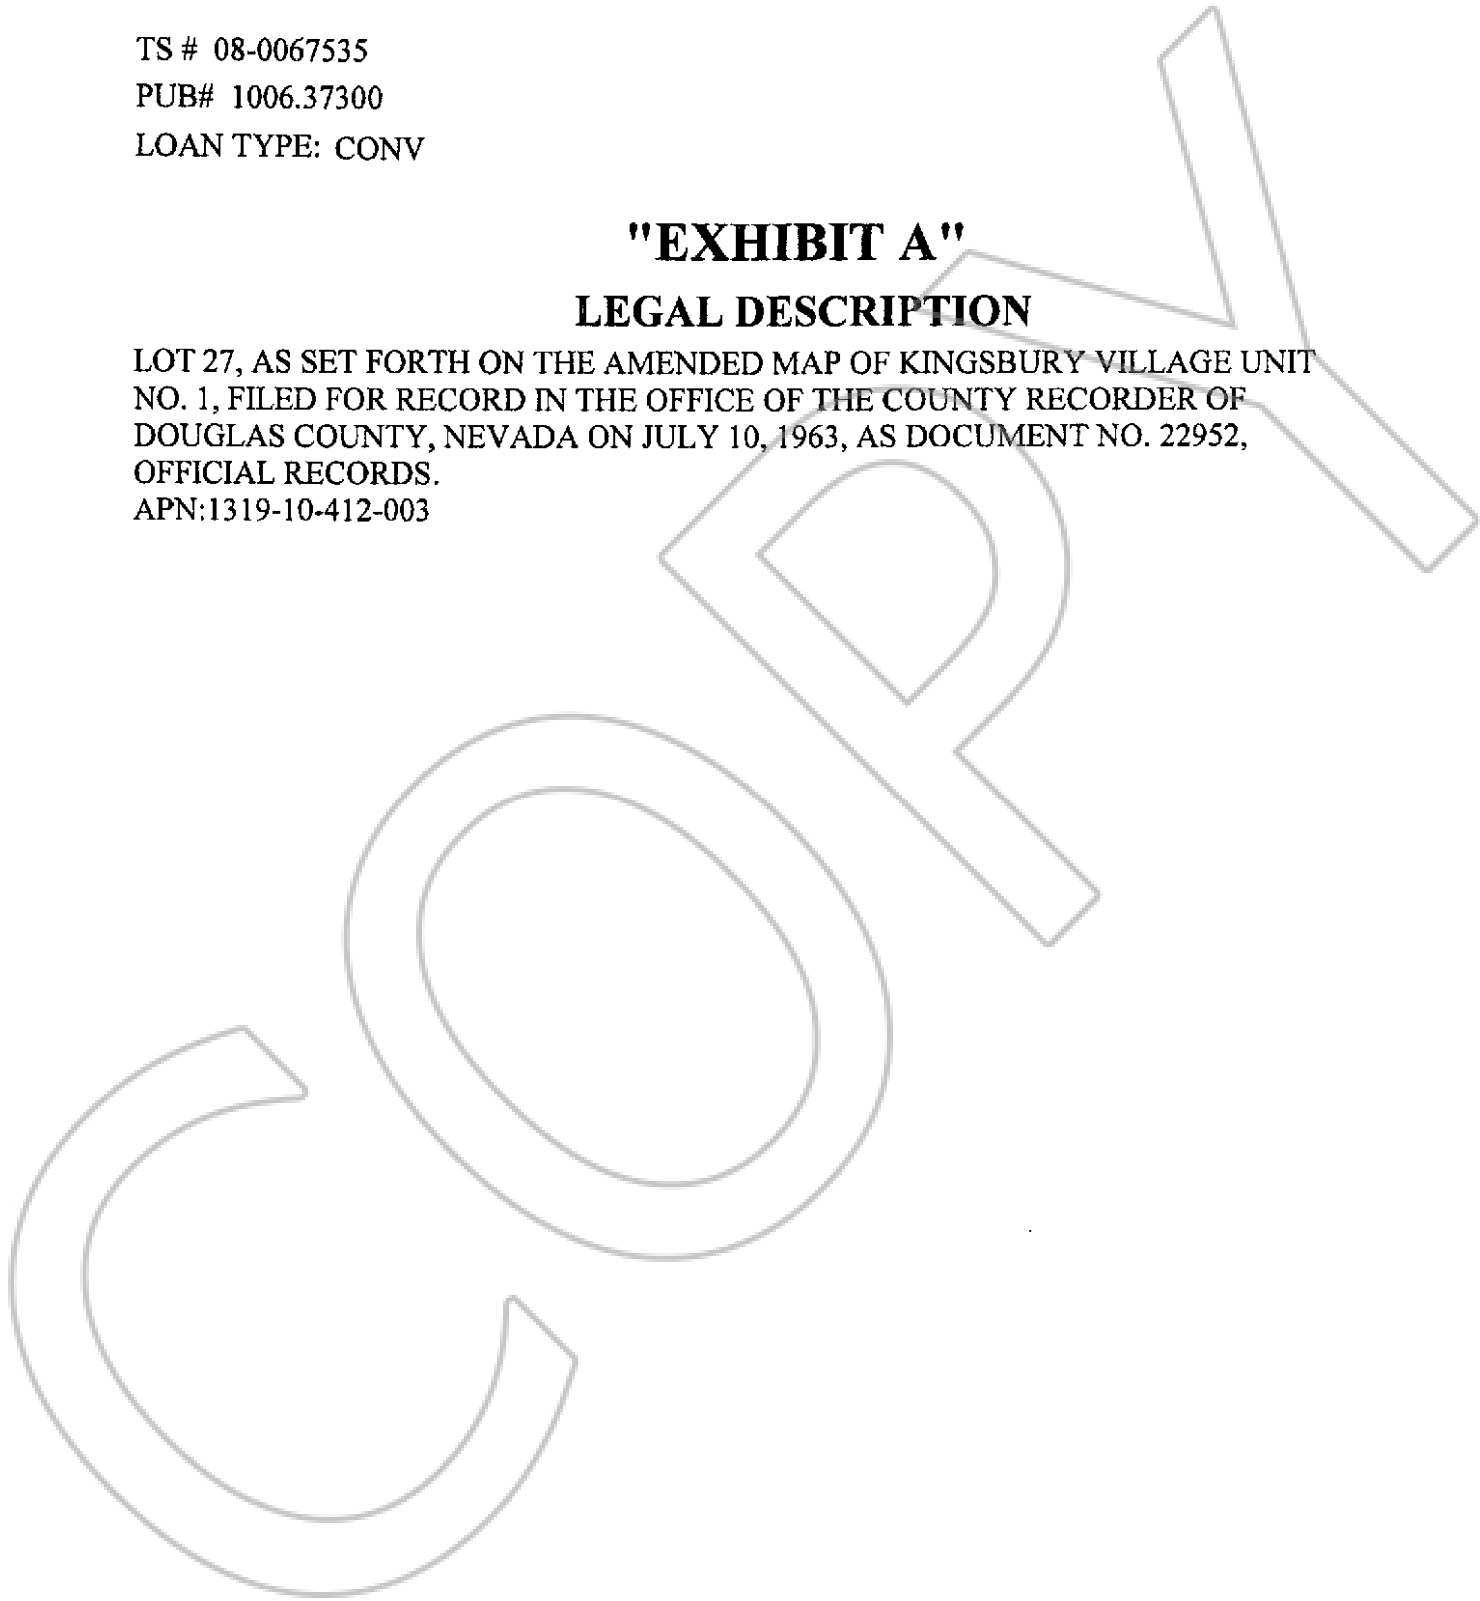 TS # 08-0067535
PUB# 1006.37300
LOAN TYPE: CONV
"EXHIBIT A"
LEGAL DESCRIPTION
LOT 27, AS SET FORTH ON THE AMENDED MAP OF KINGSBURY VILLAGE UNIT
NO. 1, FILED FOR RECORD IN THE OFFICE OF THE COUNTY RECORDER OF
DOUGLAS COUNTY, NEVADA ON JULY 10, 1963, AS DOCUMENT NO. 22952,
OFFICIAL RECORDS.
APN:1319-10-412-003
COPY